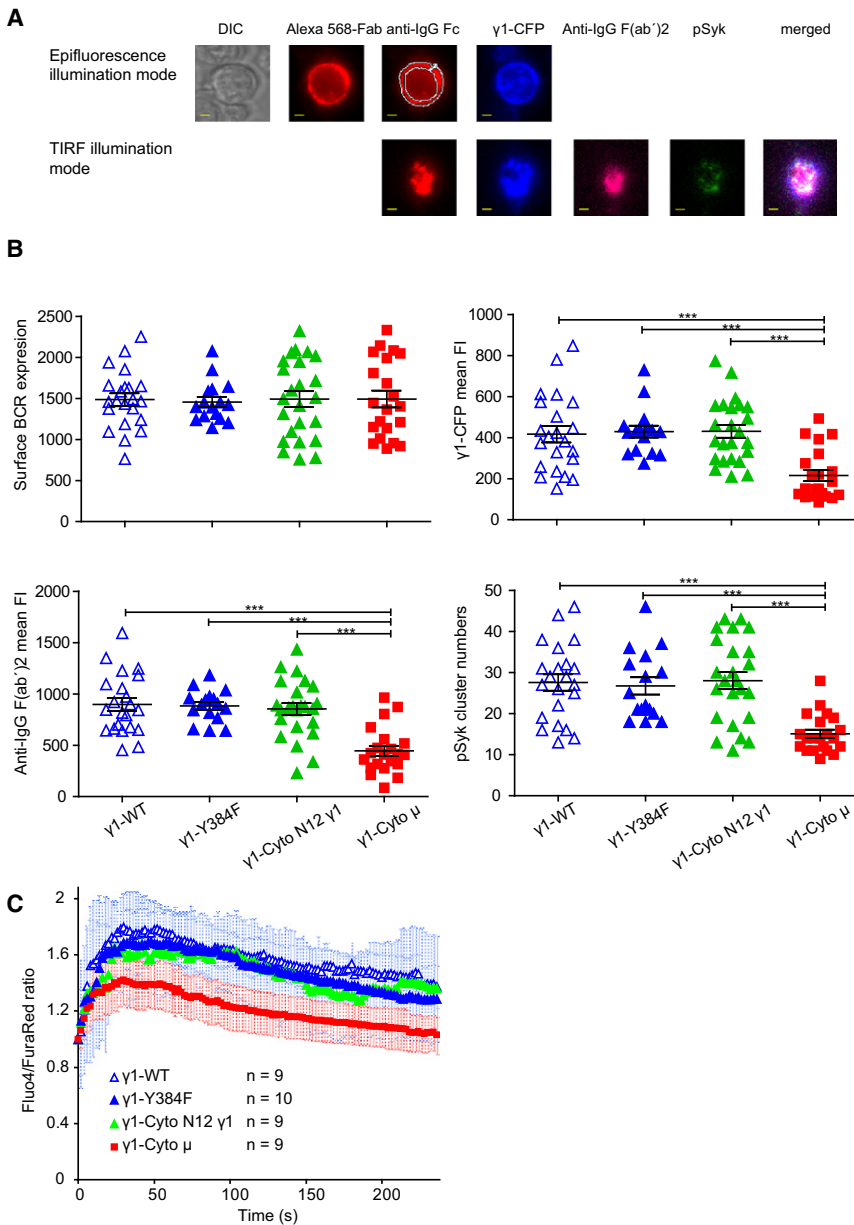 A
DIC Alexa 568-Fab anti-IgG Fc γ1-CFP Anti-IgG F(ab´)2 pSyk merged
Epifluorescence
illumination mode
TIRF illumination
mode
B
Surface BCR expresion
2500
2000
1500
1000
500
0
γ1-CFP mean FI
1000
800
600
400
200
0
***
***
***
Anti-IgG F(ab´)2 mean FI
2000
1500
1000
500
0
***
***
***
γ1-WT
γ1-Y384F
γ1-Cyto N12 γ1
γ1-Cyto μ
pSyk cluster numbers
50
40
30
20
10
0
***
***
***
γ1-WT
γ1-Y384F
γ1-Cyto N12 γ1
γ1-Cyto μ
C
Fluo4/FuraRed ratio
2
1.6
1.2
0.8
0.4
0
γ1-WT n = 9
γ1-Y384F n = 10
γ1-Cyto N12 γ1 n = 9
γ1-Cyto μ n = 9
0 50 100 150 200
Time (s)